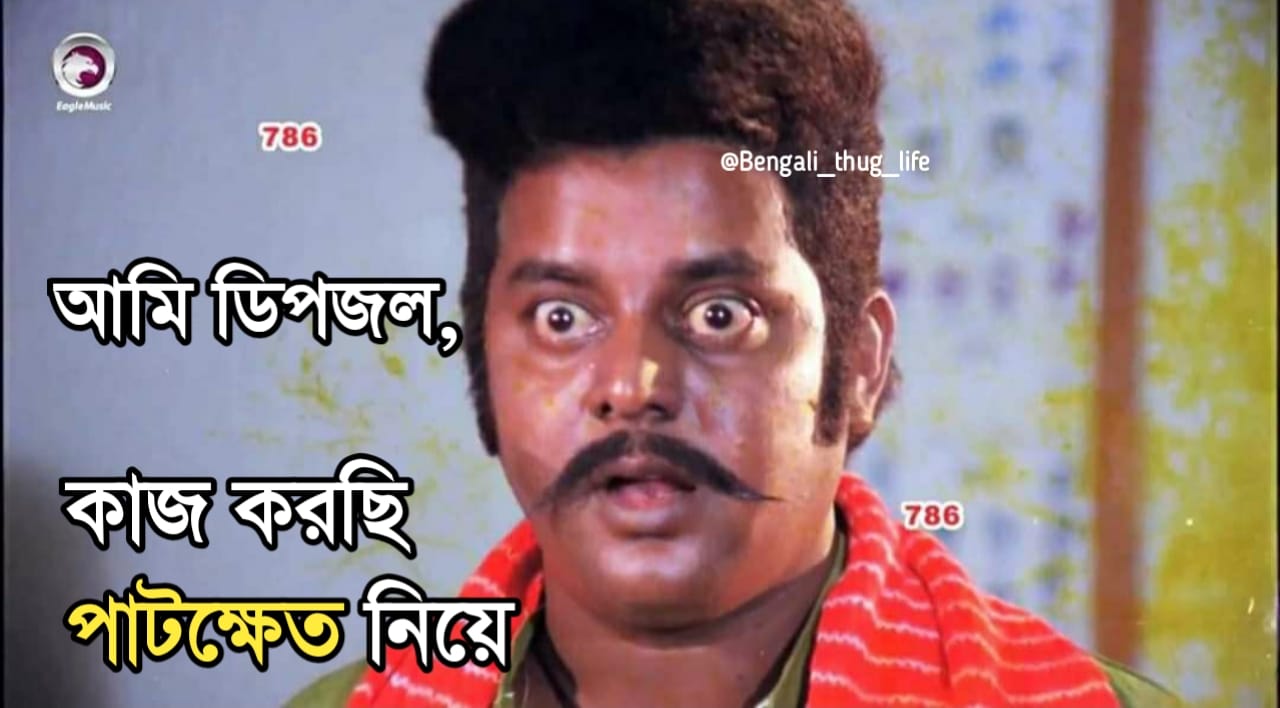 EagleMusic
786
@Bengali_thug_life
আমি ডিপজল,
কাজ করছি
786
পাটক্ষেত নিয়ে